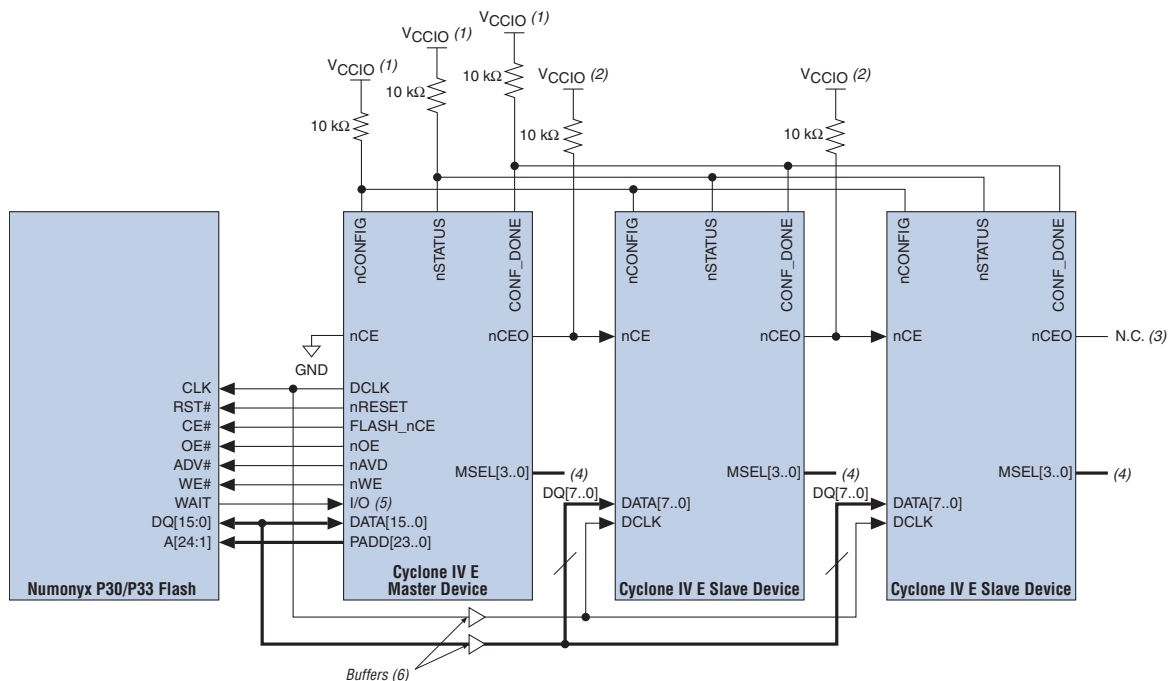 VCCIO (1)
VCCIO (1)
VCCIO (1)
VCCIO (2)
VCCIO (2)
10 kΩ
10 kΩ
10 kΩ
10 kΩ
10 kΩ
nCONFIG
nSTATUS
CONF_DONE
nCONFIG
nSTATUS
CONF_DONE
nCONFIG
nSTATUS
CONF_DONE
nCE
nCEO
nCE
nCEO
nCE
nCEO
N.C. (3)
GND
CLK
DCLK
RST#
nRESET
CE#
FLASH_nCE
OE#
nOE
ADV#
nAVD
WE#
nWE
WAIT
I/O (5)
DQ[15:0]
DATA[15..0]
A[24:1]
PADD[23..0]
MSEL[3..0]
(4)
MSEL[3..0]
(4)
MSEL[3..0]
(4)
DQ[7..0]
DATA[7..0]
DCLK
DQ[7..0]
DATA[7..0]
DCLK
Numonyx P30/P33 Flash
Cyclone IV E
Master Device
Cyclone IV E Slave Device
Cyclone IV E Slave Device
Buffers (6)